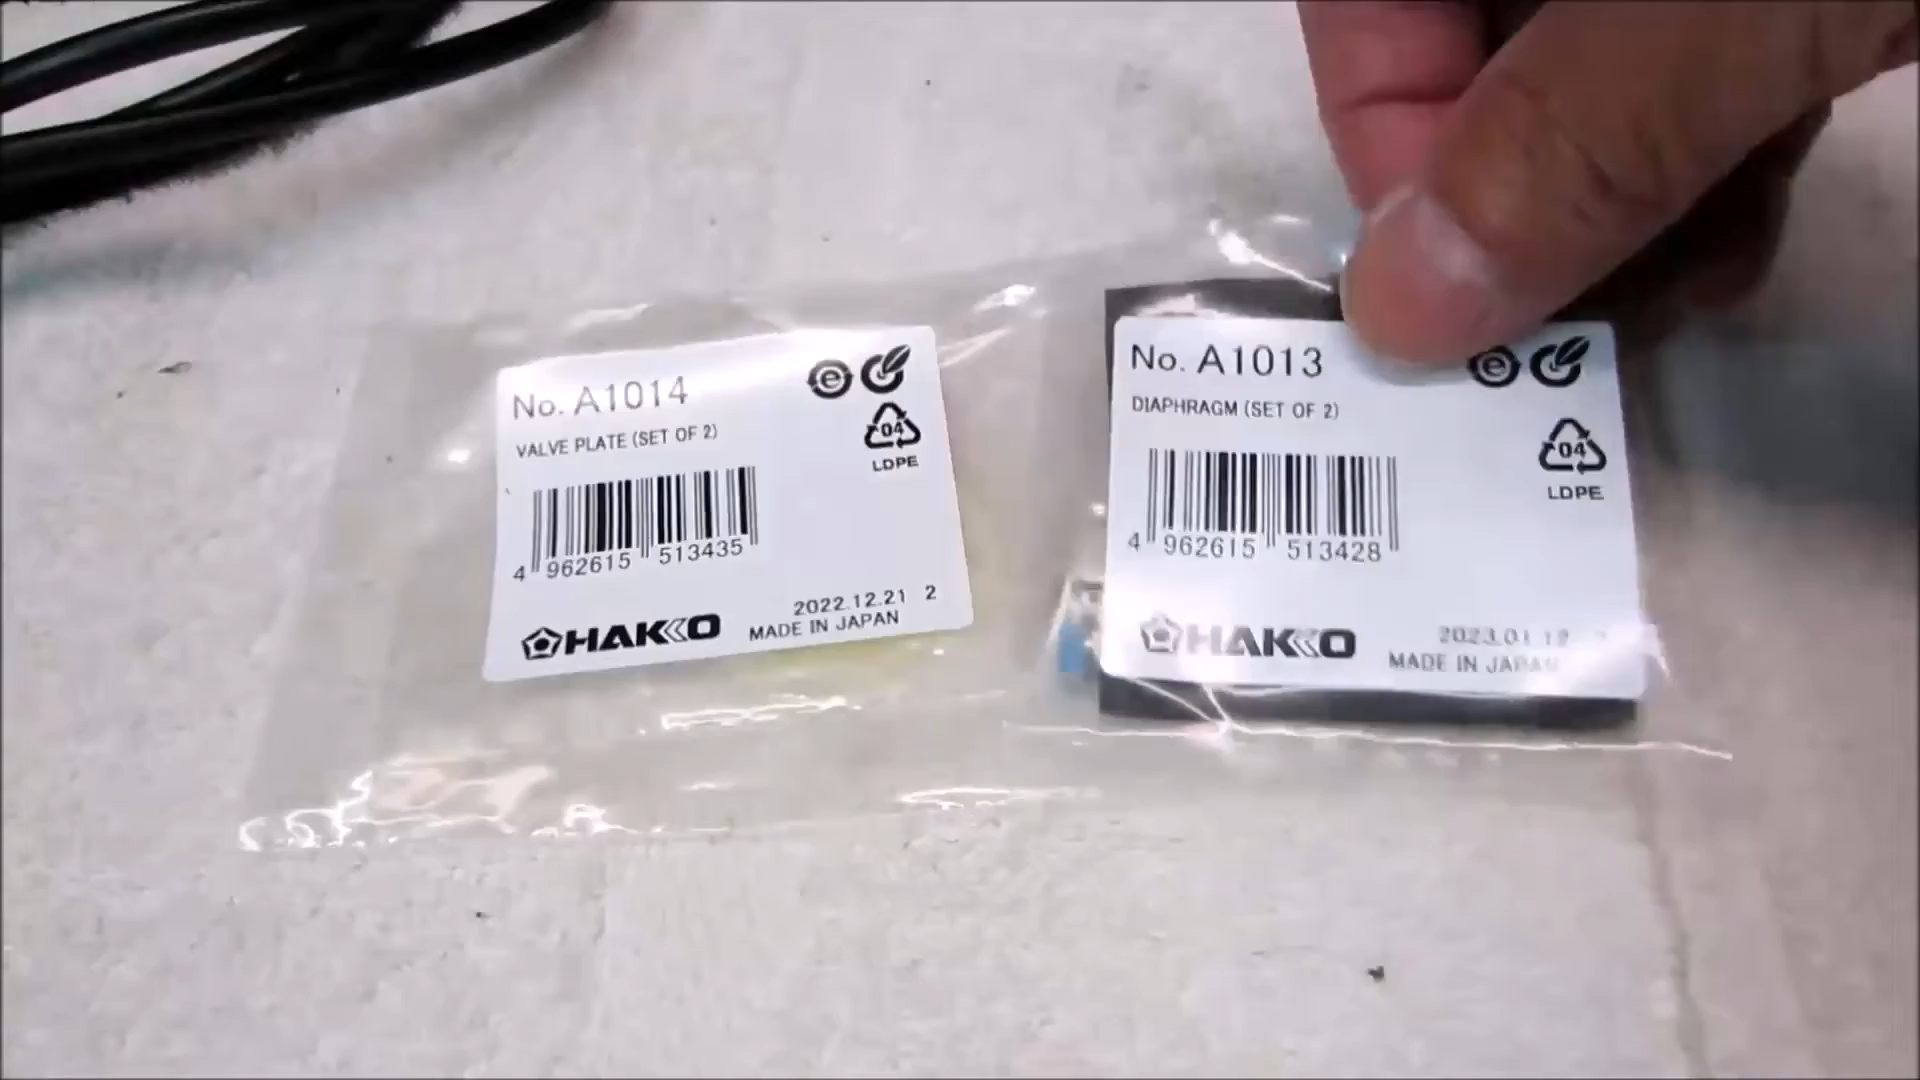 No. A1014
VALVE PLATE (SET OF 2)
04
LDPE
4 962615 513435
2022.12.21 2
HAKKO
MADE IN JAPAN
No. A1013
DIAPHRAGM (SET OF 2)
04
LDPE
4 962615 513428
HAKKO
MADE IN JAPAN